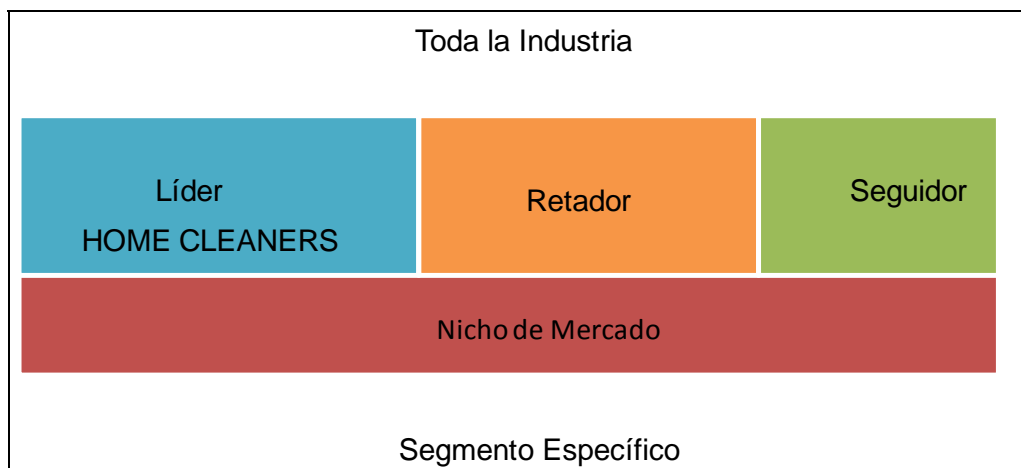 Toda la Industria
Líder
HOME CLEANERS
Retador
Seguidor
Nicho de Mercado
Segmento Específico